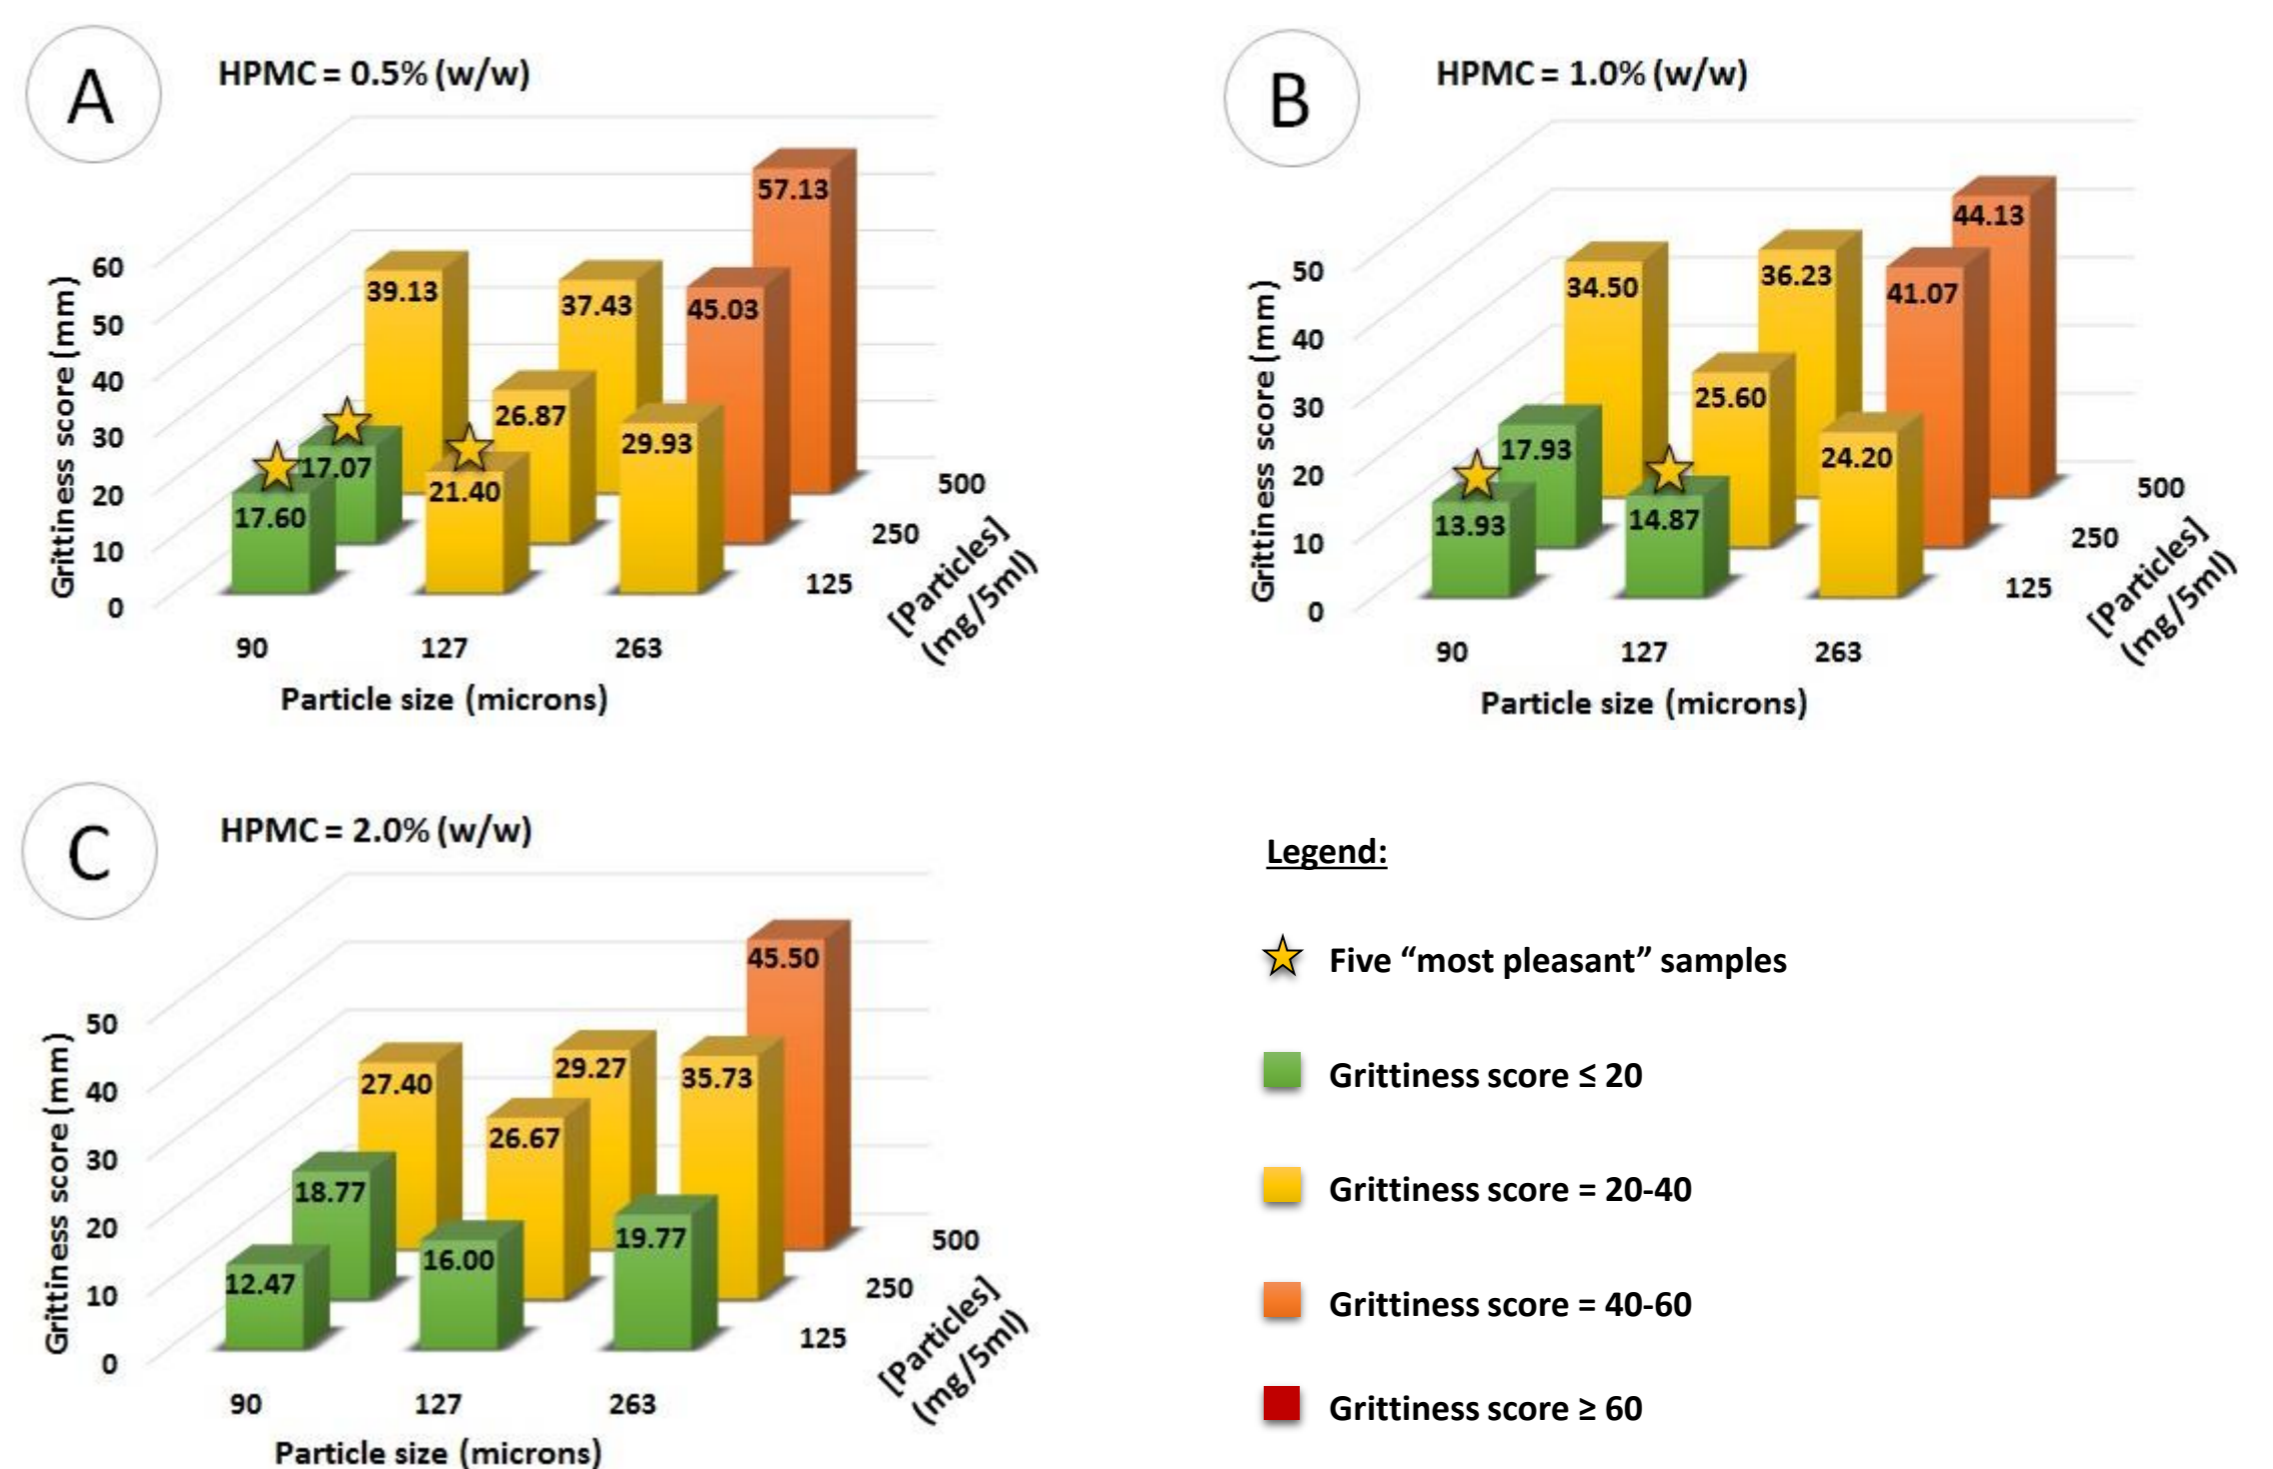 A
HPMC = 0.5% (w/w)
Grittiness score (mm)
60
50
40
30
20
10
0
39.13
37.43
57.13
17.07
26.87
45.03
17.60
21.40
29.93
500
250
125
[Particles]
(mg/5ml)
90
127
263
Particle size (microns)
B
HPMC = 1.0% (w/w)
Grittiness score (mm)
50
40
30
20
10
0
34.50
36.23
44.13
17.93
25.60
41.07
13.93
14.87
24.20
500
250
125
[Particles]
(mg/5ml)
90
127
263
Particle size (microns)
C
HPMC = 2.0% (w/w)
Grittiness score (mm)
50
40
30
20
10
0
27.40
29.27
45.50
18.77
26.67
35.73
12.47
16.00
19.77
500
250
125
[Particles]
(mg/5ml)
90
127
263
Particle size (microns)
Legend:
Five “most pleasant” samples
Grittiness score ≤ 20
Grittiness score = 20-40
Grittiness score = 40-60
Grittiness score ≥ 60